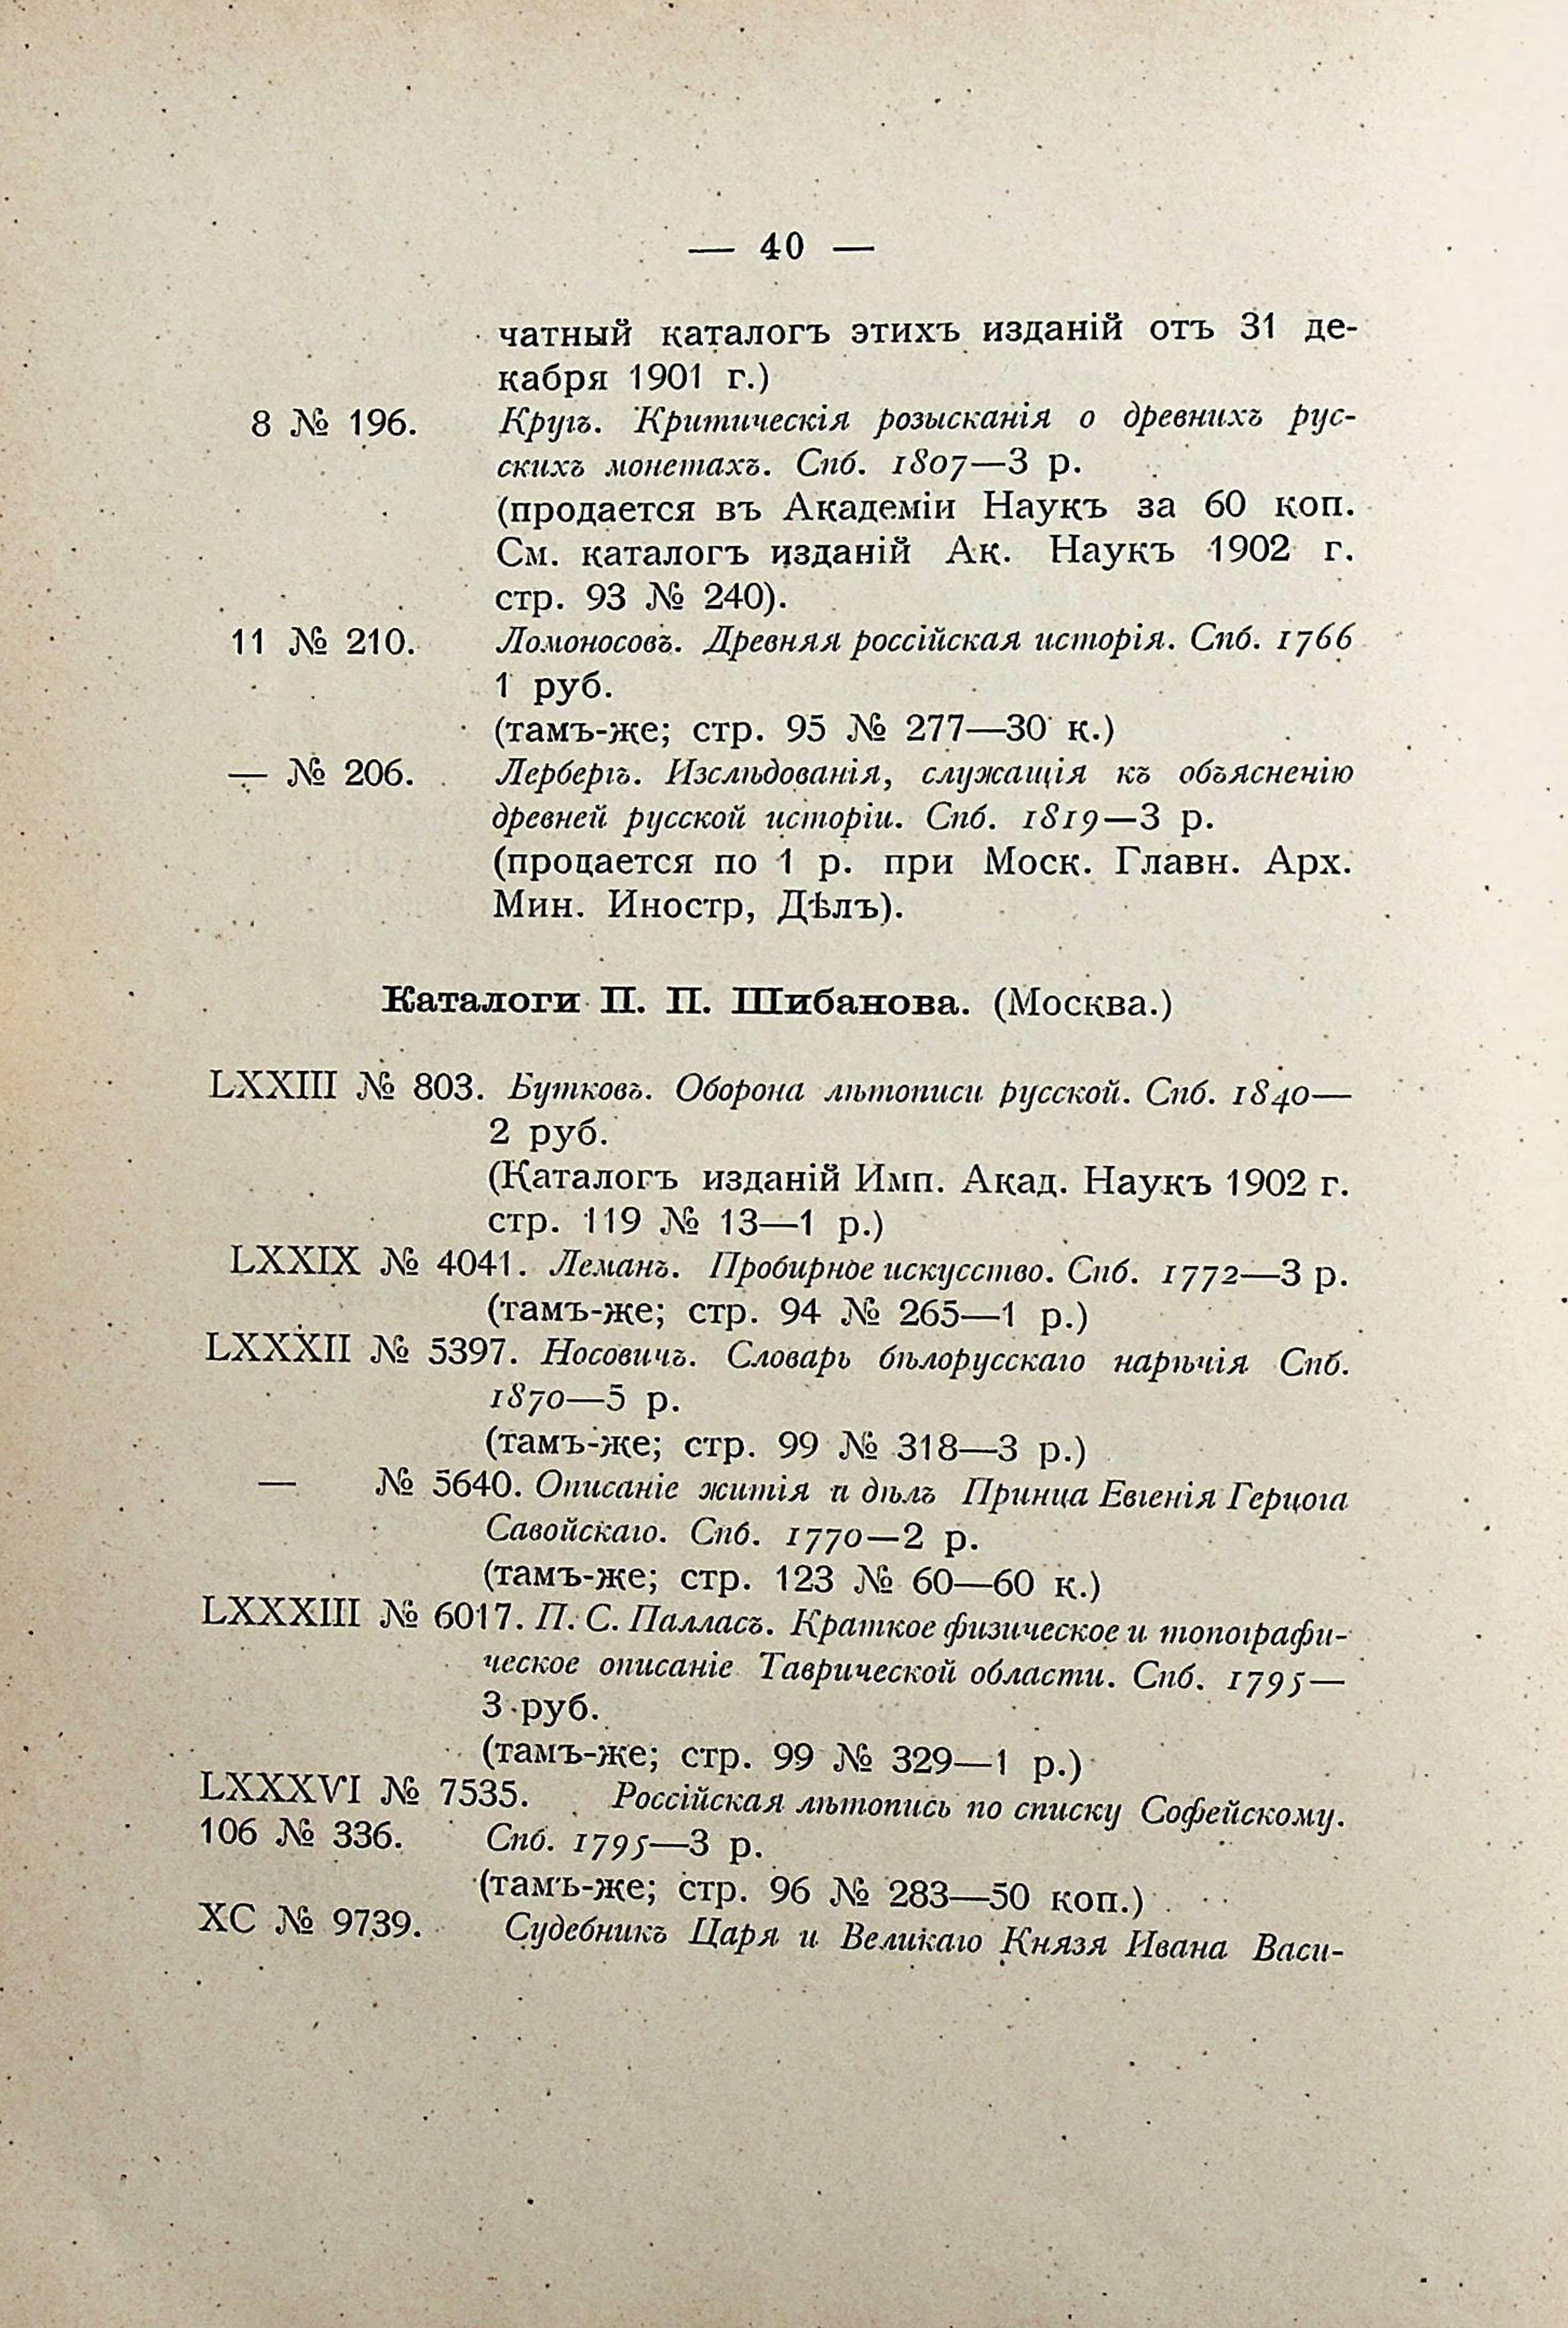 — 40 —
чатный каталогъ этихъ изданій отъ 31 де-
кабря 1901 г.)
8 № 196. Кругъ. Критическія розысканія о древнихъ рус-
скихъ монетахъ. Спб. 1807—3 р.
(продается въ Академіи Наукъ за 60 коп.
См. каталогъ изданій Ак. Наукъ 1902 г.
стр. 93 № 240).
11 № 210. Ломоносовъ. Древняя россійская исторія. Спб. 1766
1 руб.
(тамъ-же; стр. 95 № 277—30 к.)
— № 206. Лербергъ. Изслѣдованія, служащія къ объясненію
древней русской исторіи. Спб. 1819—3 р.
(продается по 1 р. при Моск. Главн. Арх.
Мин. Иностр, Дѣлъ).
Каталоги П. П. Шибанова. (Москва.)
LXXIII № 803. Бутковъ. Оборона лѣтописи русской. Спб. 1840—
2 руб.
(Каталогъ изданій Имп. Акад. Наукъ 1902 г.
стр. 119 № 13—1 р.)
LXXIX № 4041. Леманъ. Пробирное искусство. Спб. 1772—3 р.
(тамъ-же; стр. 94 № 265—1 р.)
LXXXII № 5397. Носовичъ. Словарь бѣлорусскаго нарѣчія Спб.
1870—5 р.
(тамъ-же; стр. 99 № 318—3 р.)
— № 5640. Описаніе житія и дѣлъ Принца Евгенія Герцога
Савойскаго. Спб. 1770—2 р.
(тамъ-же; стр. 123 № 60—60 к.)
LXXXIII № 6017. П. С. Палласъ. Краткое физическое и топографи-
ческое описаніе Таврической области. Спб. 1795—
3 руб.
(тамъ-же; стр. 99 № 329—1 р.)
LXXXVI № 7535. Россійская лѣтопись по списку Софейскому.
106 № 336. Спб. 1795—3 р.
(тамъ-же; стр. 96 № 283—50 коп.)
XC № 9739. Судебникъ Царя и Великаго Князя Ивана Васи-